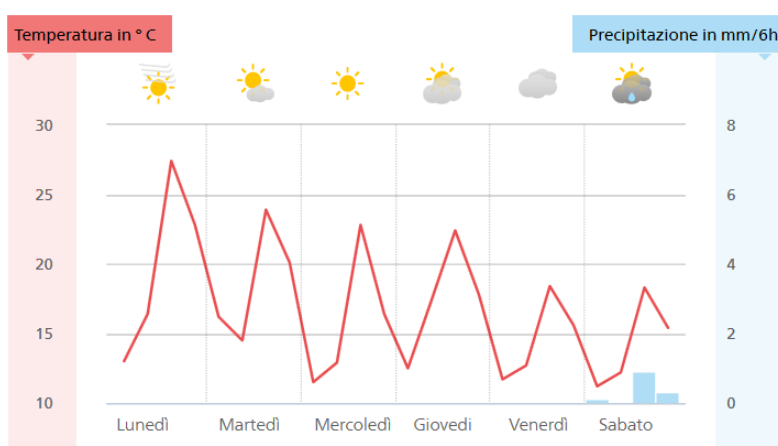 Temperatura in ° C
Precipitazione in mm/6h
30
8
25
6
20
4
15
2
10
0
Lunedì
Martedì
Mercoledì
Giovedi
Venerdì
Sabato